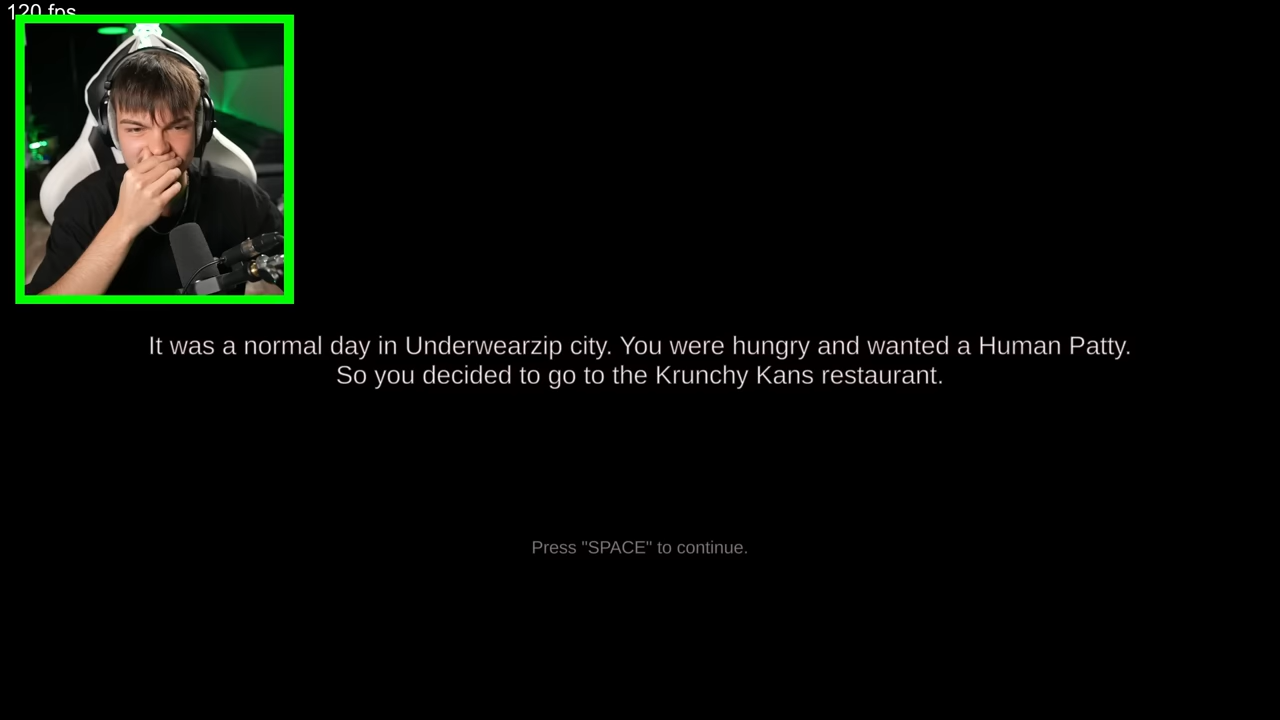 120 fps
It was a normal day in Underwearzip city. You were hungry and wanted a Human Patty.
So you decided to go to the Krunchy Kans restaurant.
Press "SPACE" to continue.